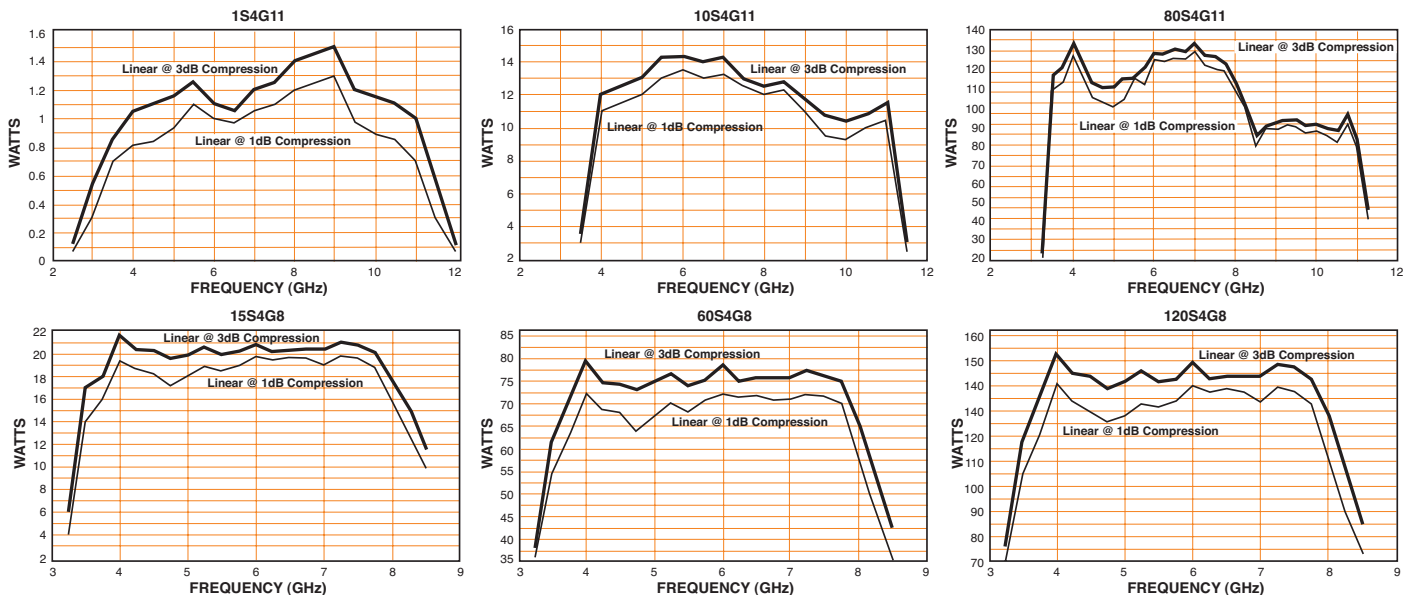 1S4G11
WATTS
1.6
1.4
1.2
1
0.8
0.6
0.4
0.2
0
Linear @ 3dB Compression
Linear @ 1dB Compression
2 4 6 8 10 12
FREQUENCY (GHz)
10S4G11
WATTS
16
14
12
10
8
6
4
2
Linear @ 3dB Compression
Linear @ 1dB Compression
2 4 6 8 10 12
FREQUENCY (GHz)
80S4G11
WATTS
140
130
120
110
100
90
80
70
60
50
40
30
20
Linear @ 3dB Compression
Linear @ 1dB Compression
2 4 6 8 10 12
FREQUENCY (GHz)
15S4G8
WATTS
22
20
18
16
14
12
10
8
6
4
2
Linear @ 3dB Compression
Linear @ 1dB Compression
3 4 5 6 7 8 9
FREQUENCY (GHz)
60S4G8
WATTS
85
80
75
70
65
60
55
50
45
40
35
Linear @ 3dB Compression
Linear @ 1dB Compression
3 4 5 6 7 8 9
FREQUENCY (GHz)
120S4G8
WATTS
160
150
140
140
120
110
100
90
80
70
Linear @ 3dB Compression
Linear @ 1dB Compression
3 4 5 6 7 8 9
FREQUENCY (GHz)